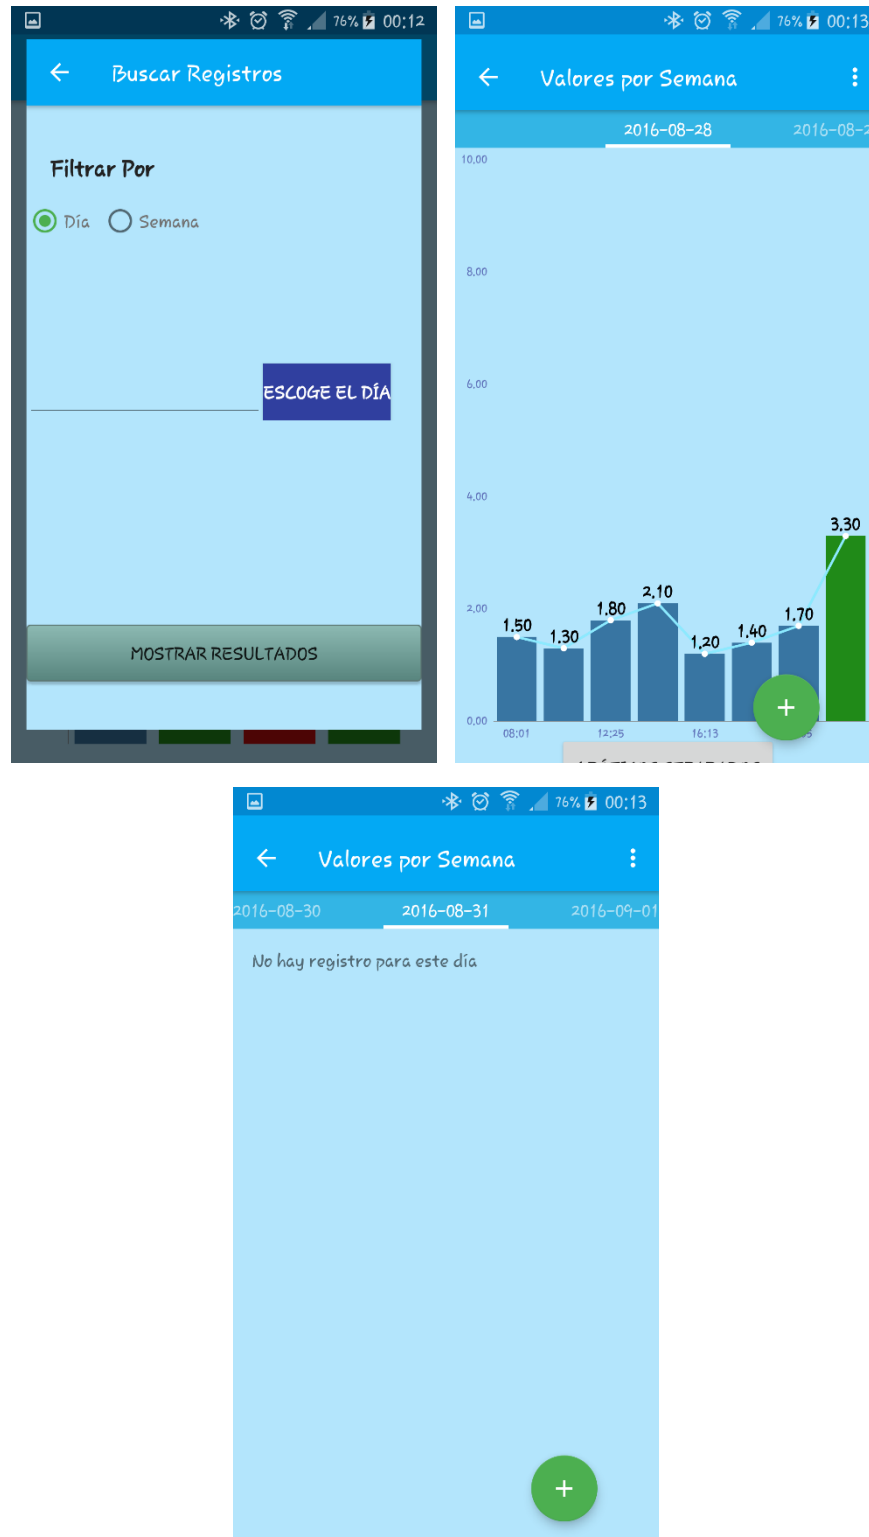 76% 00:12
Buscar Registros
Filtrar Por
Día Semana
ESCOGE EL DÍA
MOSTRAR RESULTADOS
76% 00:13
Valores por Semana
2016-08-28 2016-08-2
10,00
8,00
6,00
4,00
3,30
2,10
2,00
1,80
1,70
1,50
1,40
1,30
1,20
0,00
08:01 12:25 16:13
76% 00:13
Valores por Semana
2016-08-30 2016-08-31 2016-09-01
No hay registro para este día
+